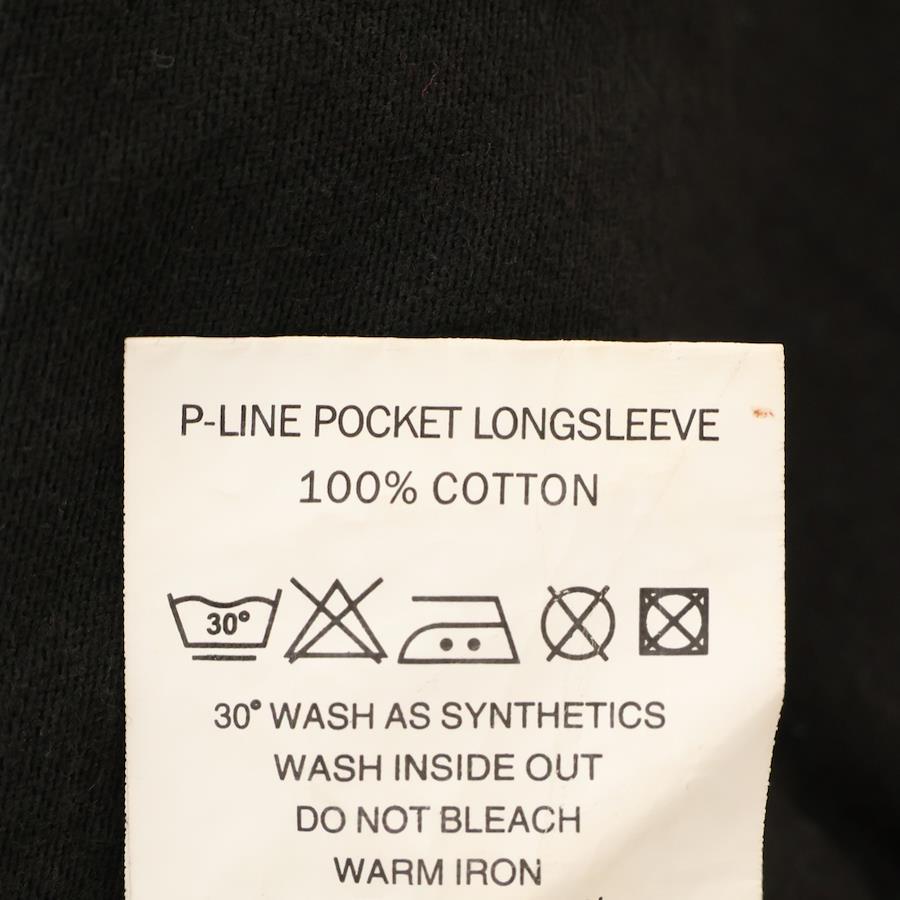 P-LINE POCKET LONGSLEEVE
100% COTTON
30°
30° WASH AS SYNTHETICS
WASH INSIDE OUT
DO NOT BLEACH
WARM IRON